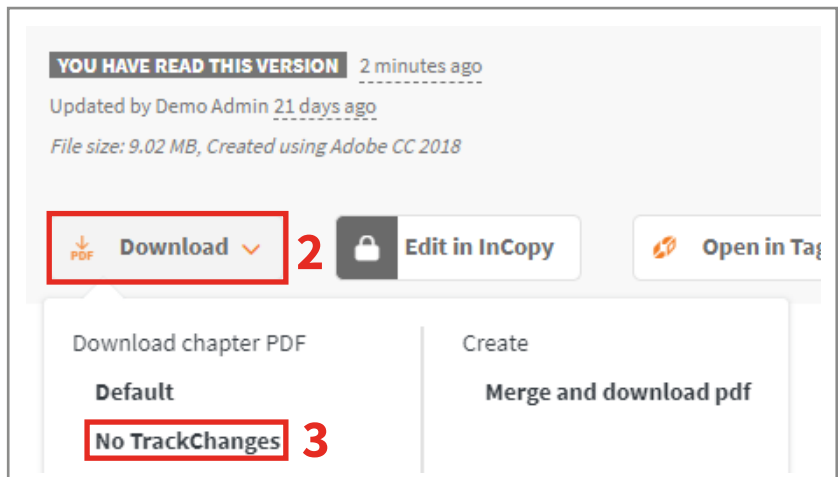 YOU HAVE READ THIS VERSION 2 minutes ago
Updated by Demo Admin 21 days ago
File size: 9.02 MB, Created using Adobe CC 2018
PDF Download 2 Edit in InCopy Open in Tag
Download chapter PDF Create
Default Merge and download pdf
No TrackChanges 3